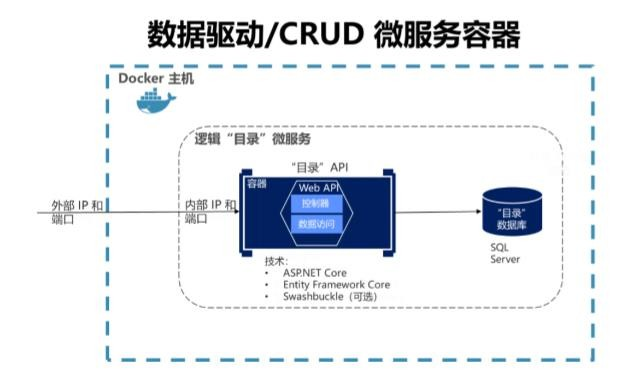 数据驱动/CRUD 微服务容器
Docker 主机
逻辑“目录”微服务
“目录” API
容器
Web API
控制器
数据访问
外部 IP 和
端口
内部 IP 和
端口
“目录”
数据库
SQL
Server
技术：
• ASP.NET Core
• Entity Framework Core
• Swashbuckle（可选）